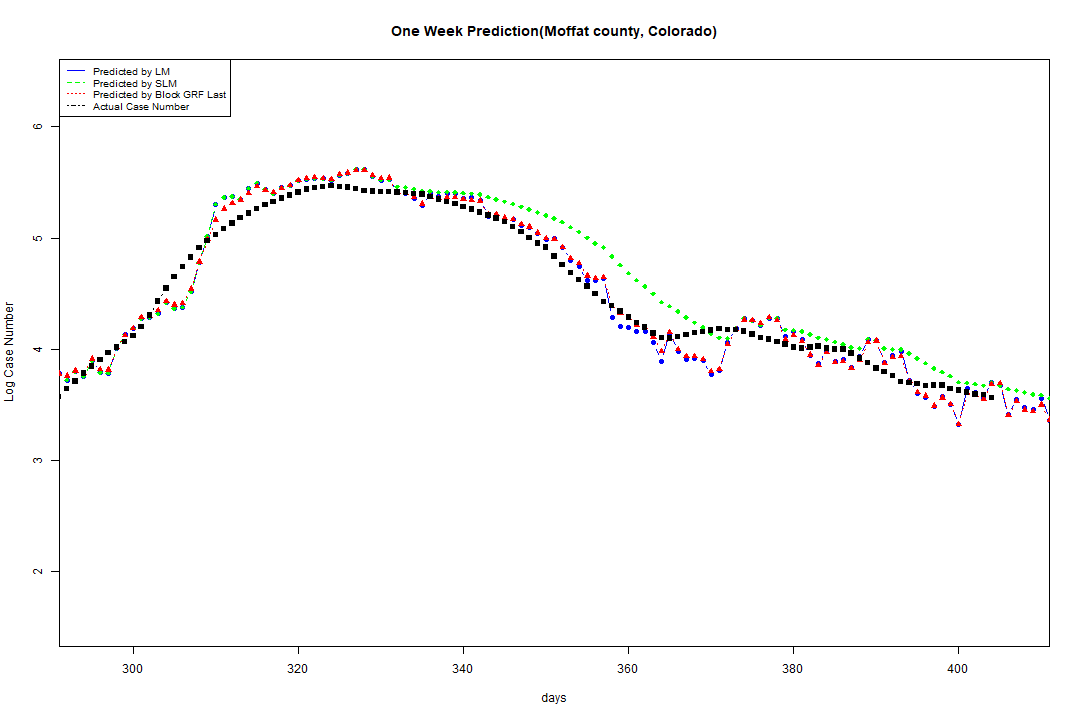 One Week Prediction(Moffat county, Colorado)
Predicted by LM
Predicted by SLM
Predicted by Block GRF Last
Actual Case Number
Log Case Number
6
5
4
3
2
300 320 340 360 380 400
days